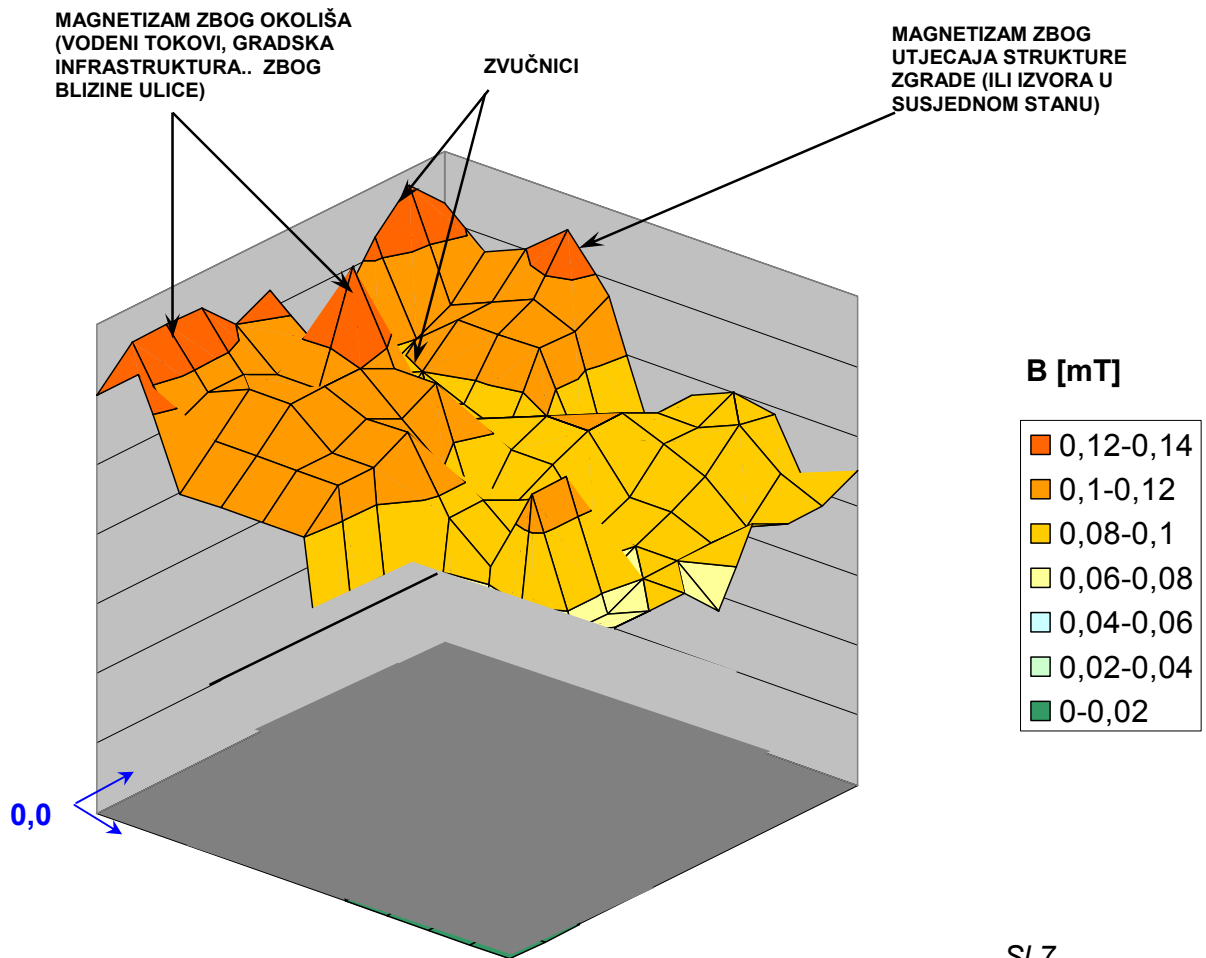 MAGNETIZAM ZBOG OKOLIŠA
(VODENI TOKOVI, GRADSKA
INFRASTRUKTURA.. ZBOG
BLIZINE ULICE)
ZVUČNICI
MAGNETIZAM ZBOG
UTJECAJA STRUKTURE
ZGRADE (ILI IZVORA U
SUSJEDNOM STANU)
B [mT]
0,12-0,14
0,1-0,12
0,08-0,1
0,06-0,08
0,04-0,06
0,02-0,04
0-0,02
0,0